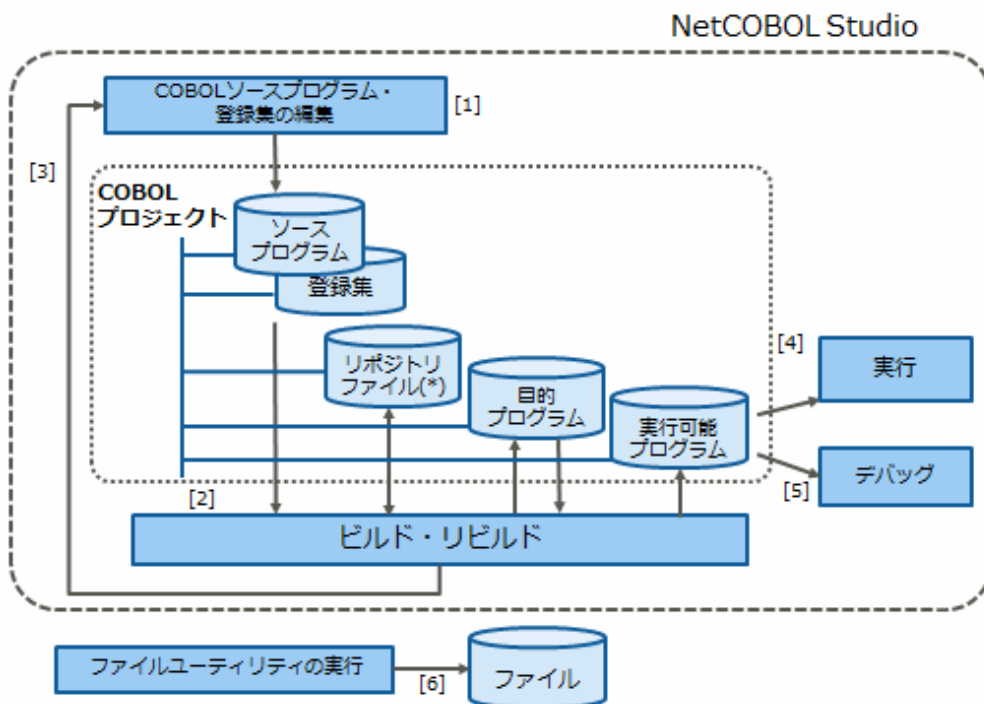 NetCOBOL Studio
COBOLソースプログラム・
登録集の編集
[1]
[3]
COBOL
プロジェクト
ソース
プログラム
登録集
リポジトリ
ファイル(*)
目的
プログラム
実行可能
プログラム
[4]
実行
[5]
デバッグ
[2]
ビルド・リビルド
ファイルユーティリティの実行
[6]
ファイル